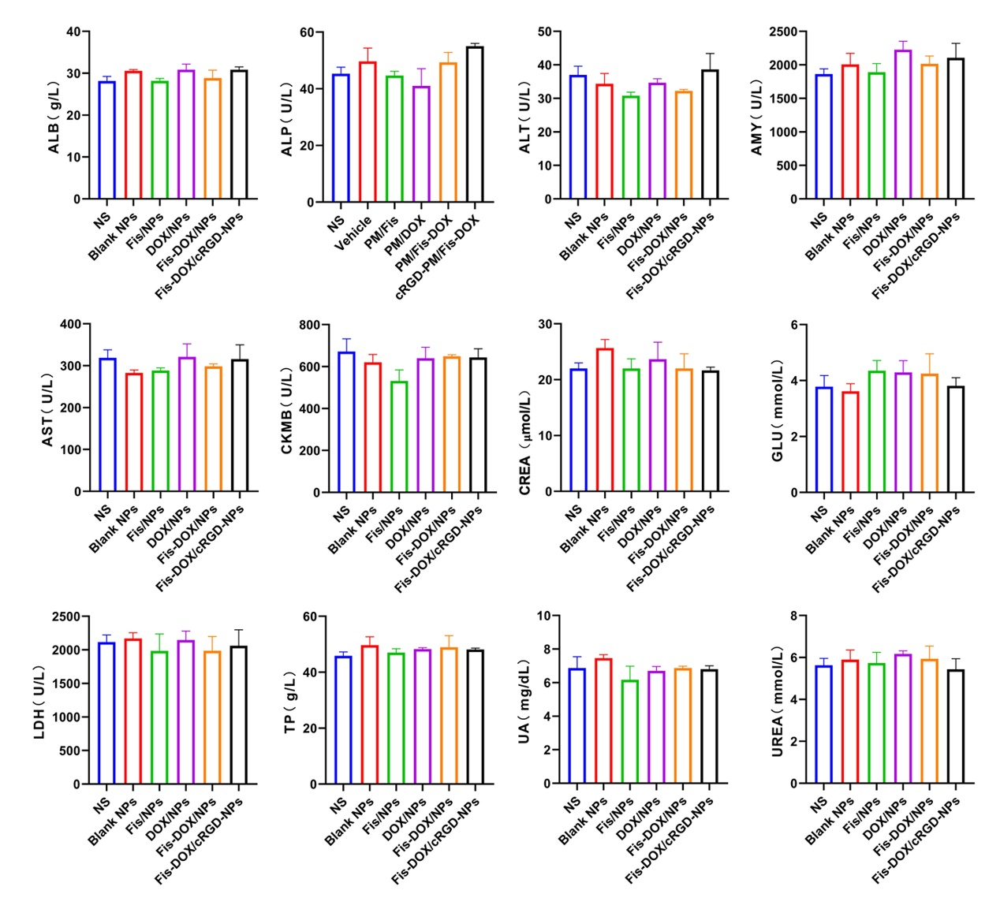 ALB( g/L)
40
30
20
10
0
NS
Blank NPs
Fis/NPs
DOX/NPs
Fis-DOX/NPs
Fis-DOX/cRGD-NPs
ALP( U/L)
60
40
20
0
NS
Vehicle
PM/Fis
PM/DOX
PM/Fis-DOX
cRGD-PM/Fis-DOX
ALT( U/L)
50
40
30
20
10
0
NS
Blank NPs
Fis/NPs
DOX/NPs
Fis-DOX/NPs
Fis-DOX/cRGD-NPs
AMY( U/L)
2500
2000
1500
1000
500
0
NS
Blank NPs
Fis/NPs
DOX/NPs
Fis-DOX/NPs
Fis-DOX/cRGD-NPs
AST( U/L)
400
300
200
100
0
NS
Blank NPs
Fis/NPs
DOX/NPs
Fis-DOX/NPs
Fis-DOX/cRGD-NPs
CKMB( U/L)
800
600
400
200
0
NS
Blank NPs
Fis/NPs
DOX/NPs
Fis-DOX/NPs
Fis-DOX/cRGD-NPs
CREA (μmol/L)
30
20
10
0
NS
Blank NPs
Fis/NPs
DOX/NPs
Fis-DOX/NPs
Fis-DOX/cRGD-NPs
GLU( mmol/L)
6
4
2
0
NS
Blank NPs
Fis/NPs
DOX/NPs
Fis-DOX/NPs
Fis-DOX/cRGD-NPs
LDH( U/L)
2500
2000
1500
1000
500
0
NS
Blank NPs
Fis/NPs
DOX/NPs
Fis-DOX/NPs
Fis-DOX/cRGD-NPs
TP( g/L)
60
40
20
0
NS
Blank NPs
Fis/NPs
DOX/NPs
Fis-DOX/NPs
Fis-DOX/cRGD-NPs
UA( mg/dL)
10
8
6
4
2
0
NS
Blank NPs
Fis/NPs
DOX/NPs
Fis-DOX/NPs
Fis-DOX/cRGD-NPs
UREA( mmol/L)
8
6
4
2
0
NS
Blank NPs
Fis/NPs
DOX/NPs
Fis-DOX/NPs
Fis-DOX/cRGD-NPs